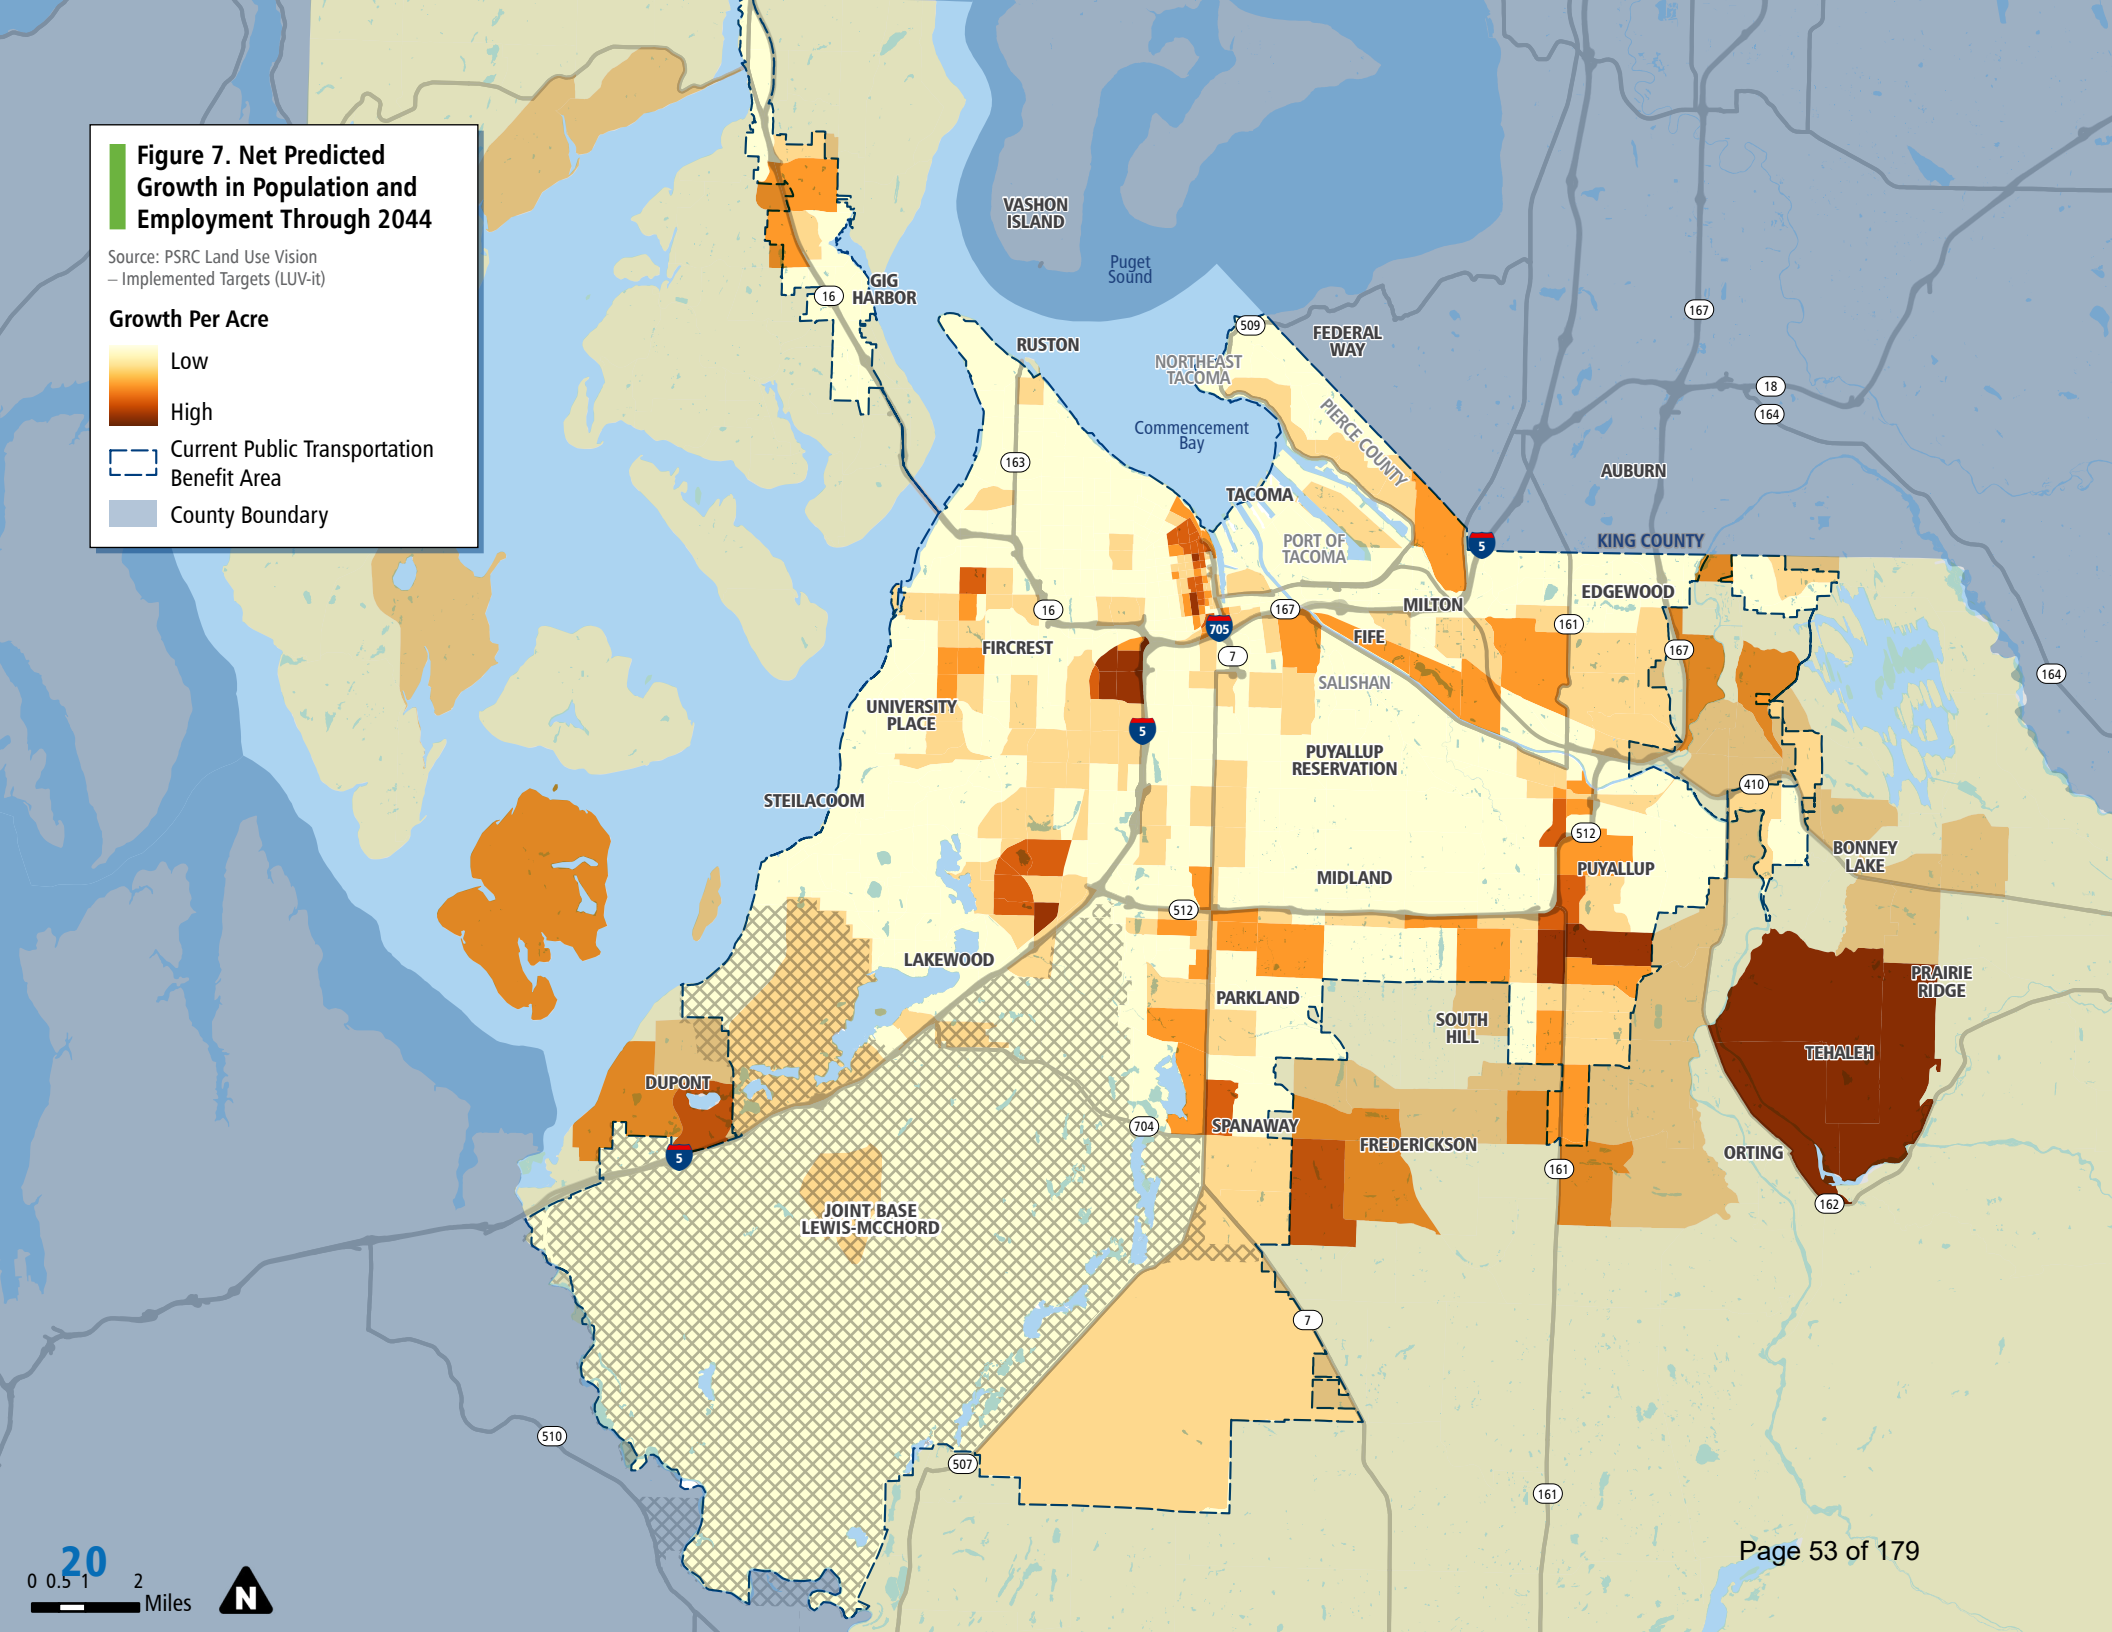 Figure 7. Net Predicted
Growth in Population and
Employment Through 2044
Source: PSRC Land Use Vision
– Implemented Targets (LUV-it)
Growth Per Acre
Low
High
Current Public Transportation
Benefit Area
County Boundary
VASHON
ISLAND
Puget
Sound
GIG
HARBOR
16
RUSTON
509
FEDERAL
WAY
NORTHEAST
TACOMA
167
18
164
PIERCE COUNTY
Commencement
Bay
163
AUBURN
TACOMA
PORT OF
TACOMA
5
KING COUNTY
EDGEWOOD
MILTON
16
167
161
705
FIFE
FIRCREST
7
167
164
SALISHAN
UNIVERSITY
PLACE
5
PUYALLUP
RESERVATION
410
STEILACOOM
512
BONNEY
LAKE
PUYALLUP
MIDLAND
512
LAKEWOOD
PRAIRIE
RIDGE
PARKLAND
SOUTH
HILL
TEHALEH
DUPONT
704
SPANAWAY
FREDERICKSON
ORTING
5
161
162
JOINT BASE
LEWIS-MCCHORD
7
510
507
161
Page 53 of 179
20
0 0.5 1 2
Miles
N